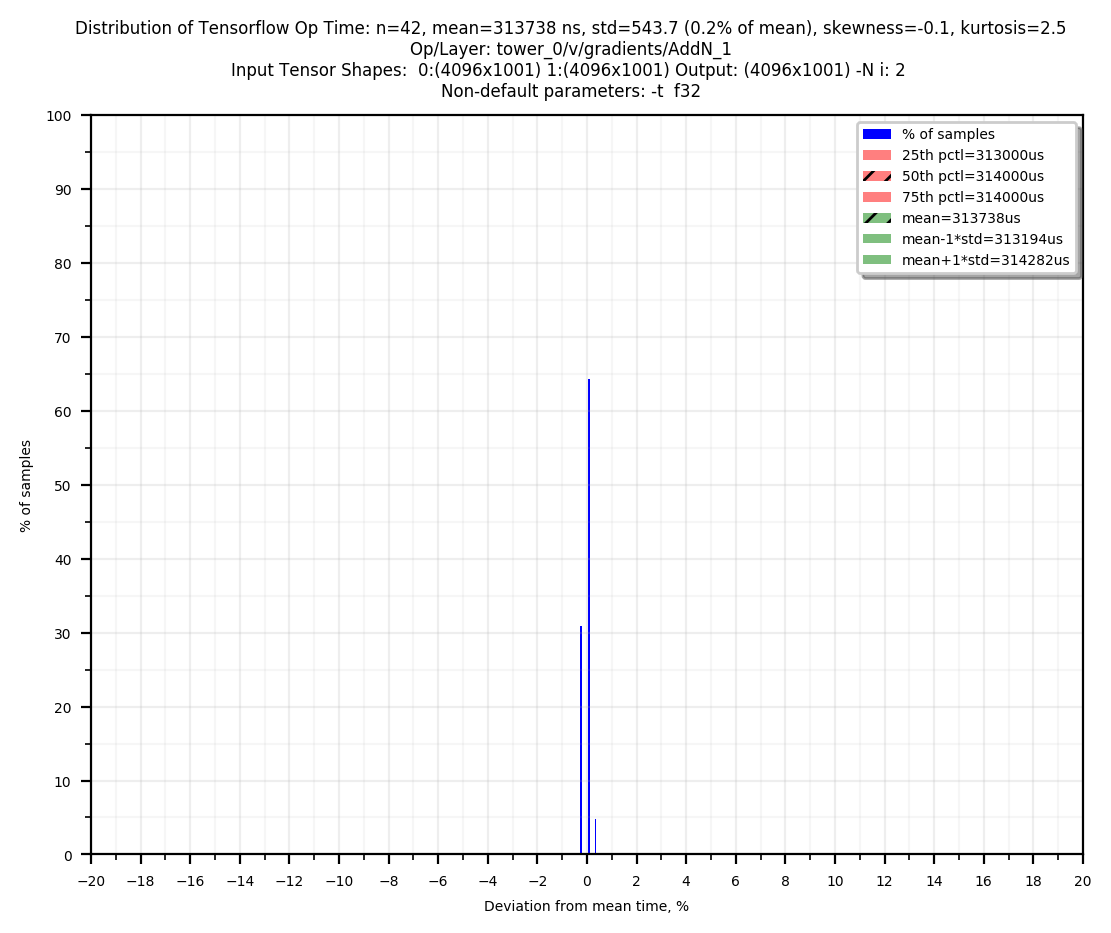 Distribution of Tensorflow Op Time: n=42, mean=313738 ns, std=543.7 (0.2% of mean), skewness=-0.1, kurtosis=2.5
Op/Layer: tower_0/v/gradients/AddN_1
Input Tensor Shapes:  0:(4096x1001) 1:(4096x1001) Output: (4096x1001) -N i: 2
Non-default parameters: -t  f32
% of samples
25th pctl=313000us
50th pctl=314000us
75th pctl=314000us
mean=313738us
mean-1*std=313194us
mean+1*std=314282us
100
90
80
70
60
50
40
30
20
10
0
% of samples
−20 −18 −16 −14 −12 −10 −8 −6 −4 −2 0 2 4 6 8 10 12 14 16 18 20
Deviation from mean time, %